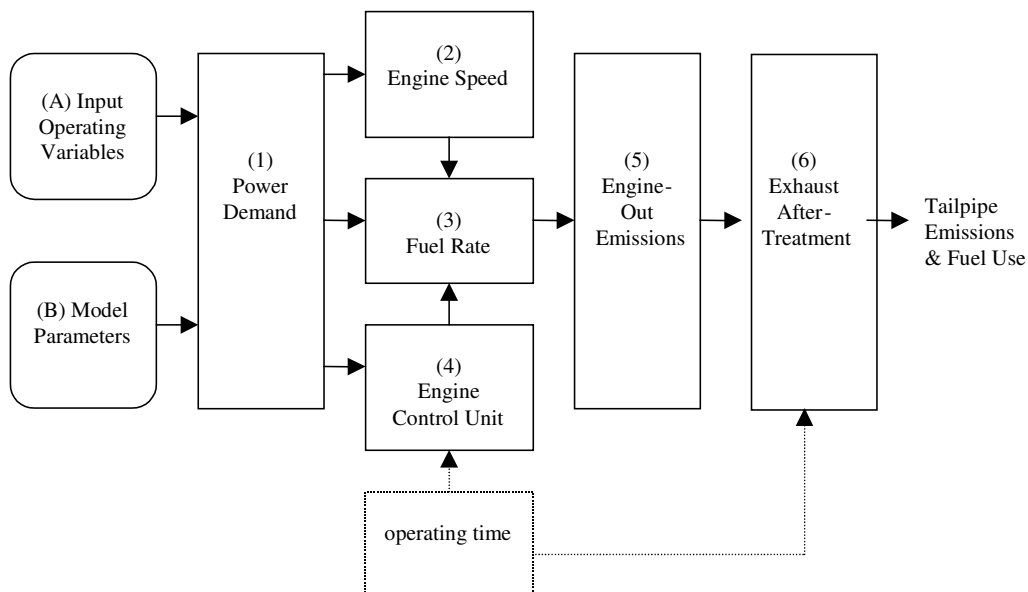 (A) Input
Operating
Variables
(B) Model
Parameters
(1)
Power
Demand
(2)
Engine Speed
(3)
Fuel Rate
(4)
Engine
Control Unit
operating time
(5)
Engine-
Out
Emissions
(6)
Exhaust
After-
Treatment
Tailpipe
Emissions
& Fuel Use